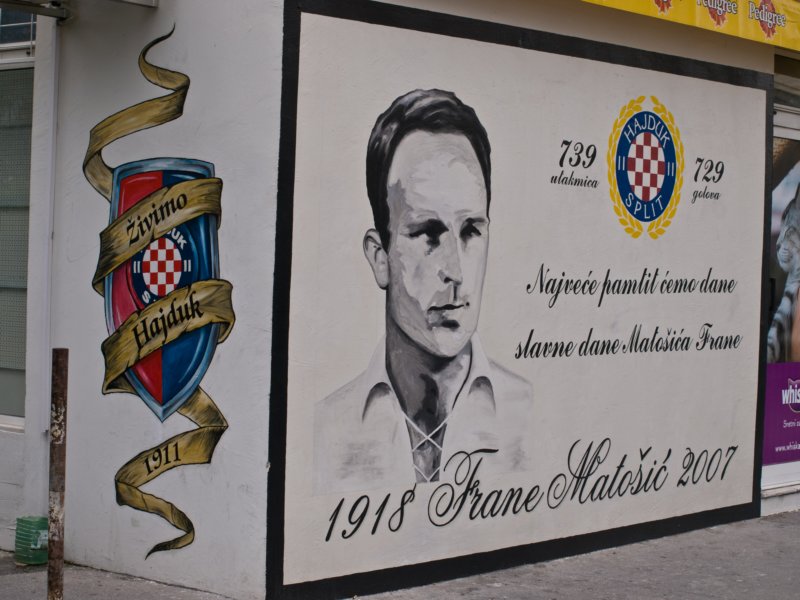 Pedigree
Pedigree
Pedigree
Živimo
Hajduk
1911
HAJDUK
SPLIT
739
utakmica
729
golova
Najveće pamtit ćemo dane
slavne dane Matošića Frane
1918 Frane Matošić 2007